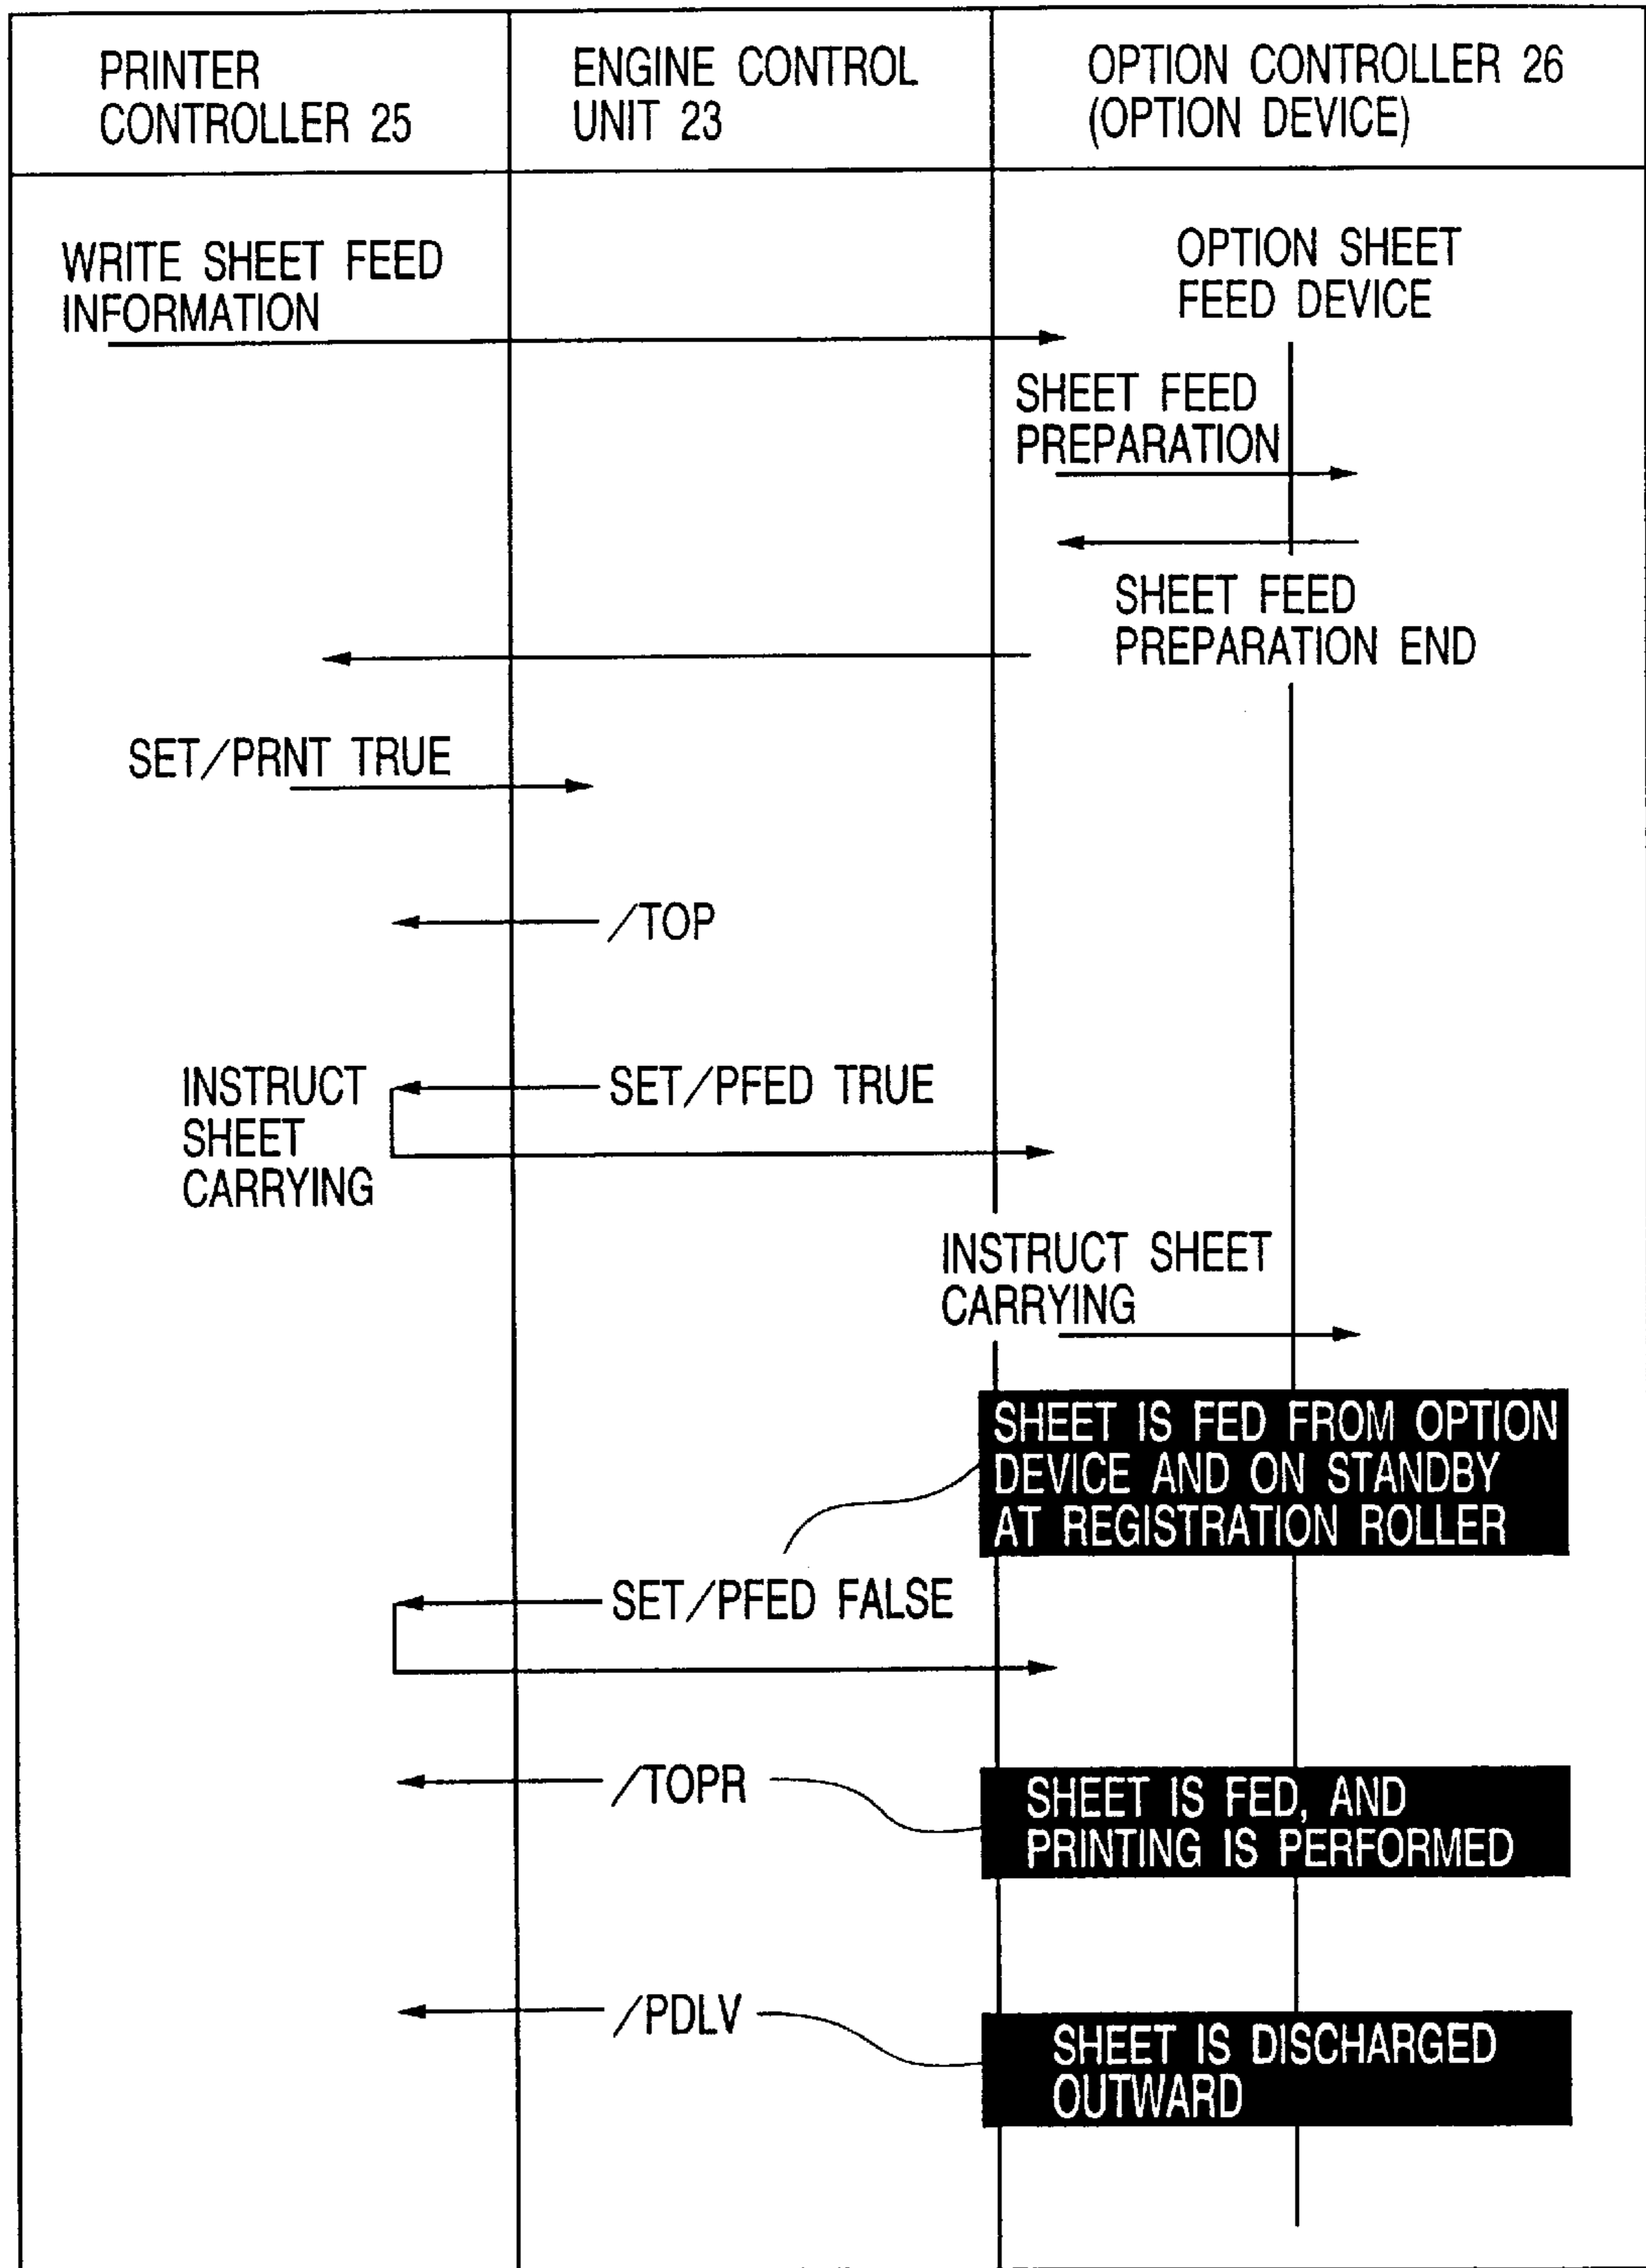 PRINTER
CONTROLLER 25
ENGINE CONTROL
UNIT 23
OPTION CONTROLLER 26
(OPTION DEVICE)
WRITE SHEET FEED
INFORMATION
OPTION SHEET
FEED DEVICE
SHEET FEED
PREPARATION
SHEET FEED
PREPARATION END
SET/PRNT TRUE
/TOP
INSTRUCT
SHEET
CARRYING
SET/PFED TRUE
INSTRUCT SHEET
CARRYING
SHEET IS FED FROM OPTION
DEVICE AND ON STANDBY
AT REGISTRATION ROLLER
SET/PFED FALSE
/TOPR
SHEET IS FED, AND
PRINTING IS PERFORMED
/PDLV
SHEET IS DISCHARGED
OUTWARD